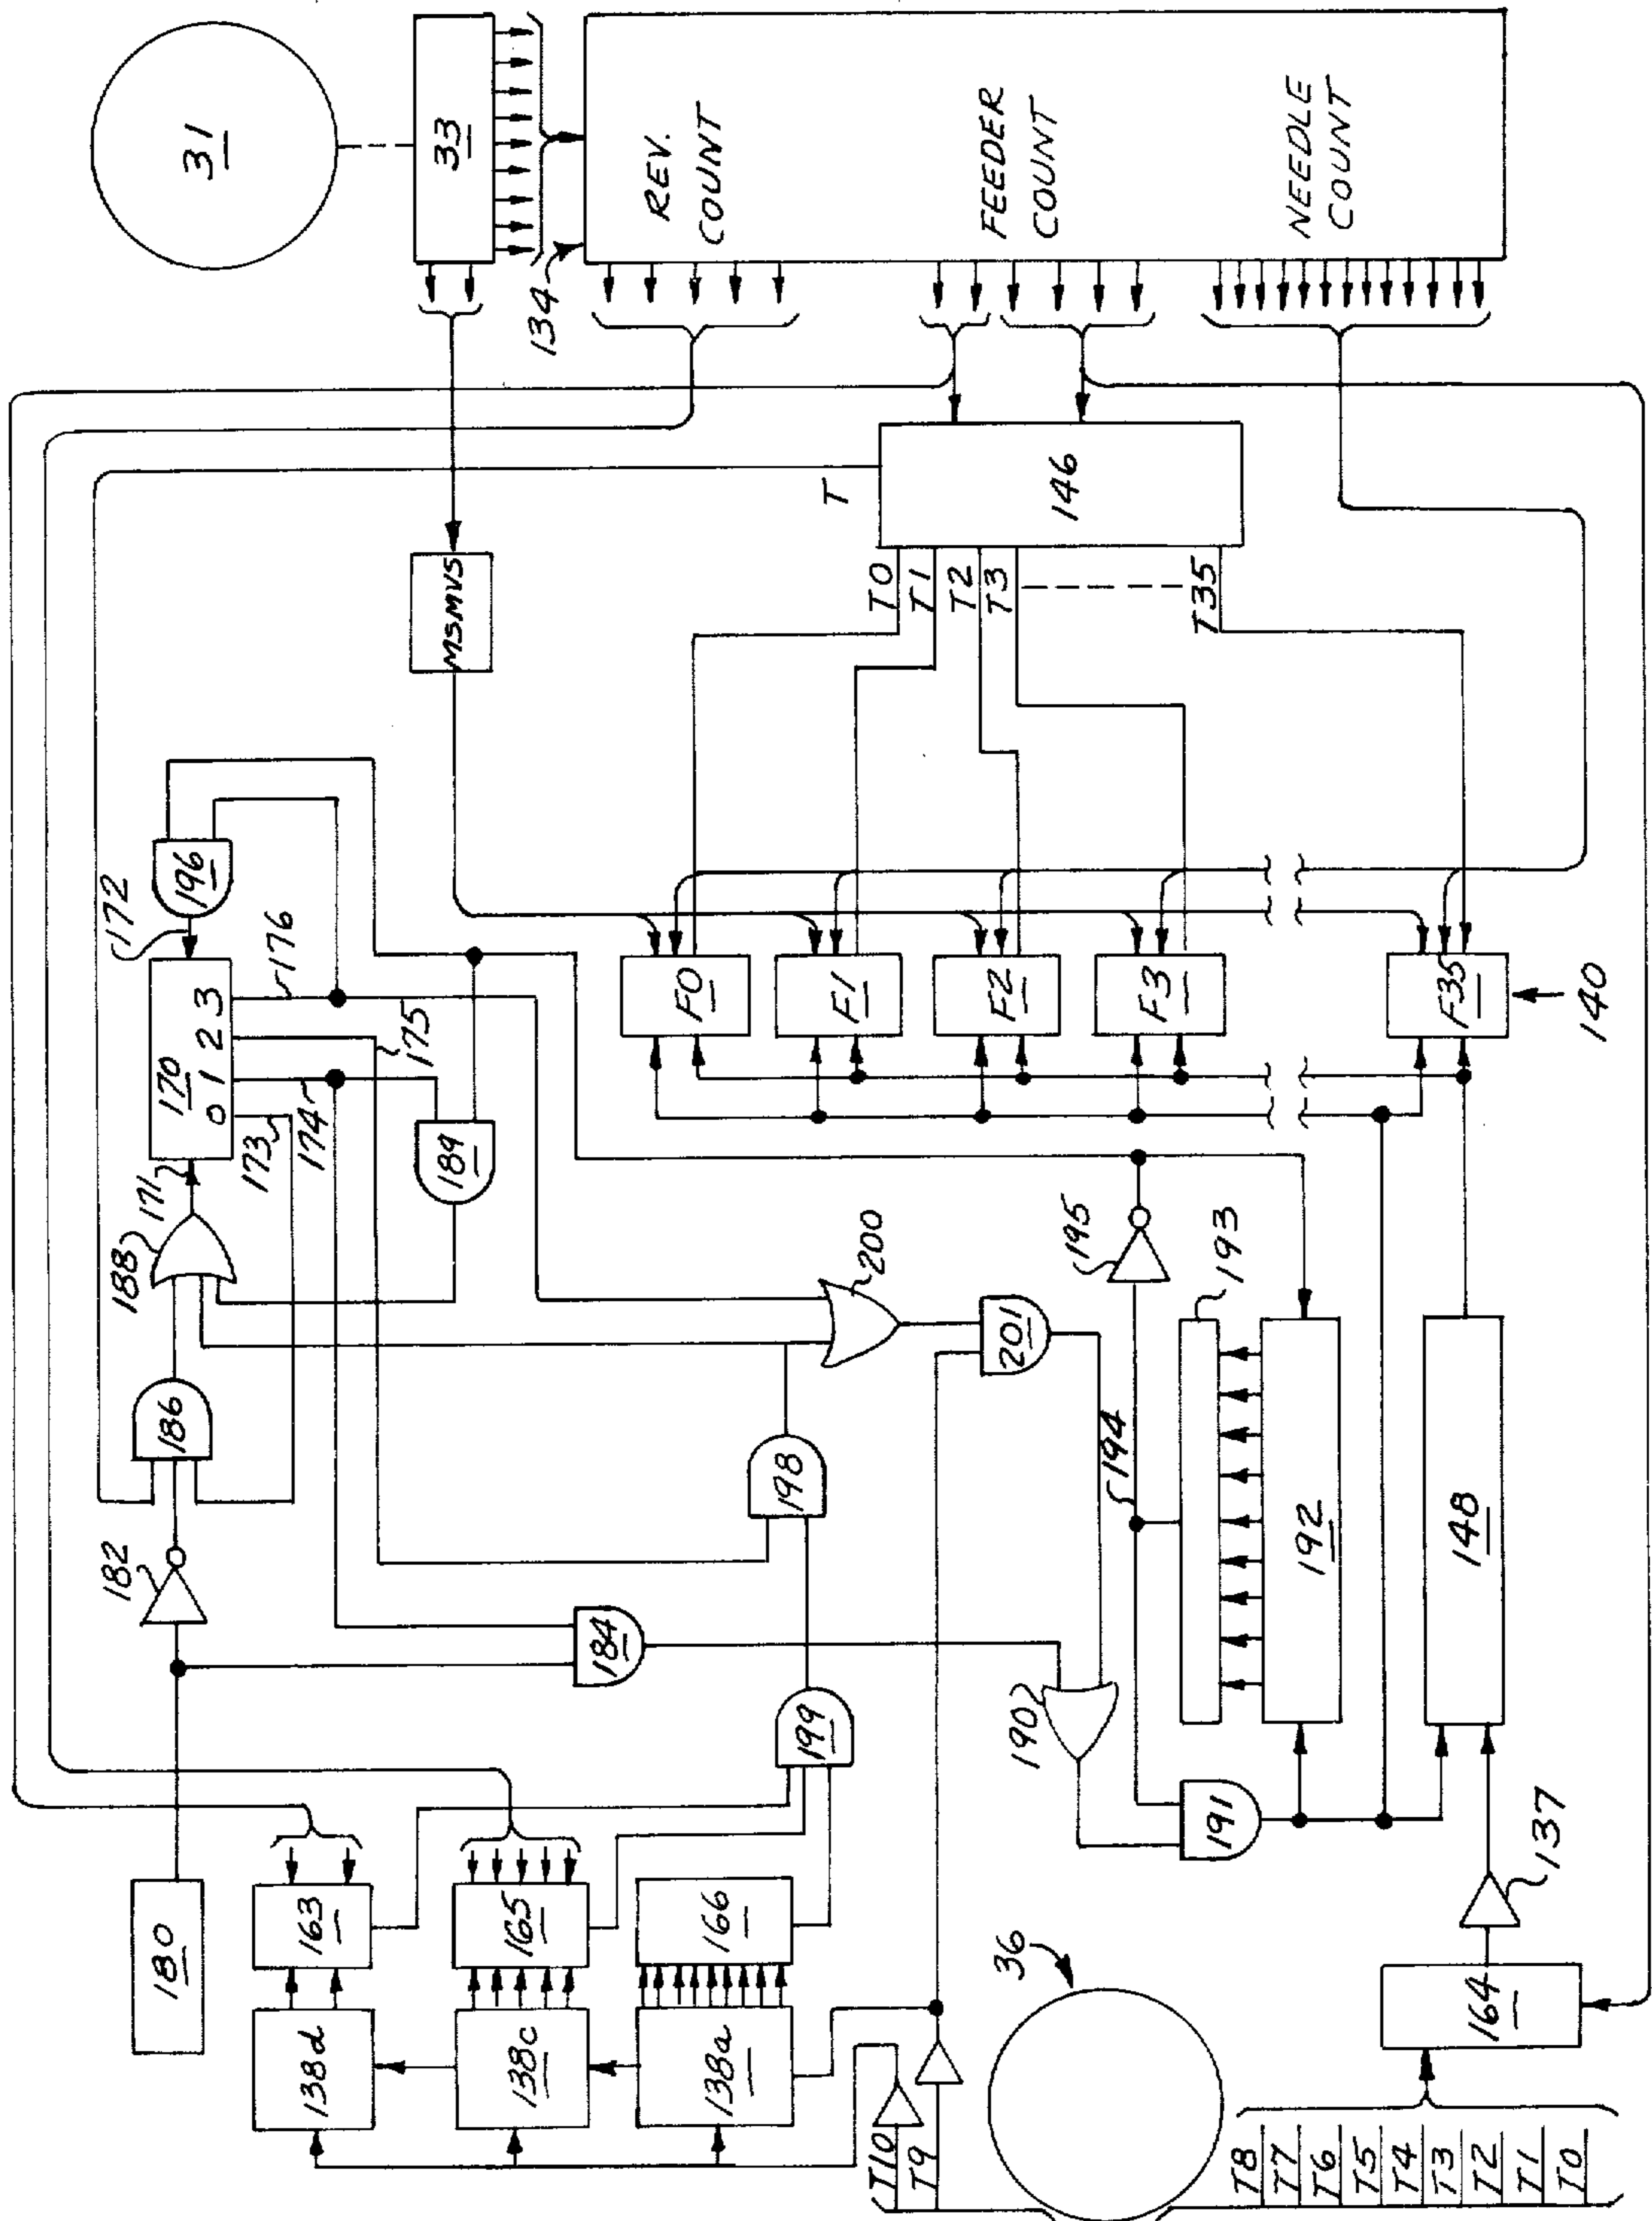 31
33
REV.
COUNT
FEEDER
COUNT
NEEDLE
COUNT
134
T
146
T0
T1
T2
T3
T35
MSMVS
196
172
170
0 1 2 3
176
175
174
173
171
188
189
F0
F1
F2
F3
F35
140
186
182
184
198
199
200
201
195
193
194
192
148
190
191
137
164
180
163
165
166
138d
138c
138a
36
T10
T9
T8
T7
T6
T5
T4
T3
T2
T1
T0